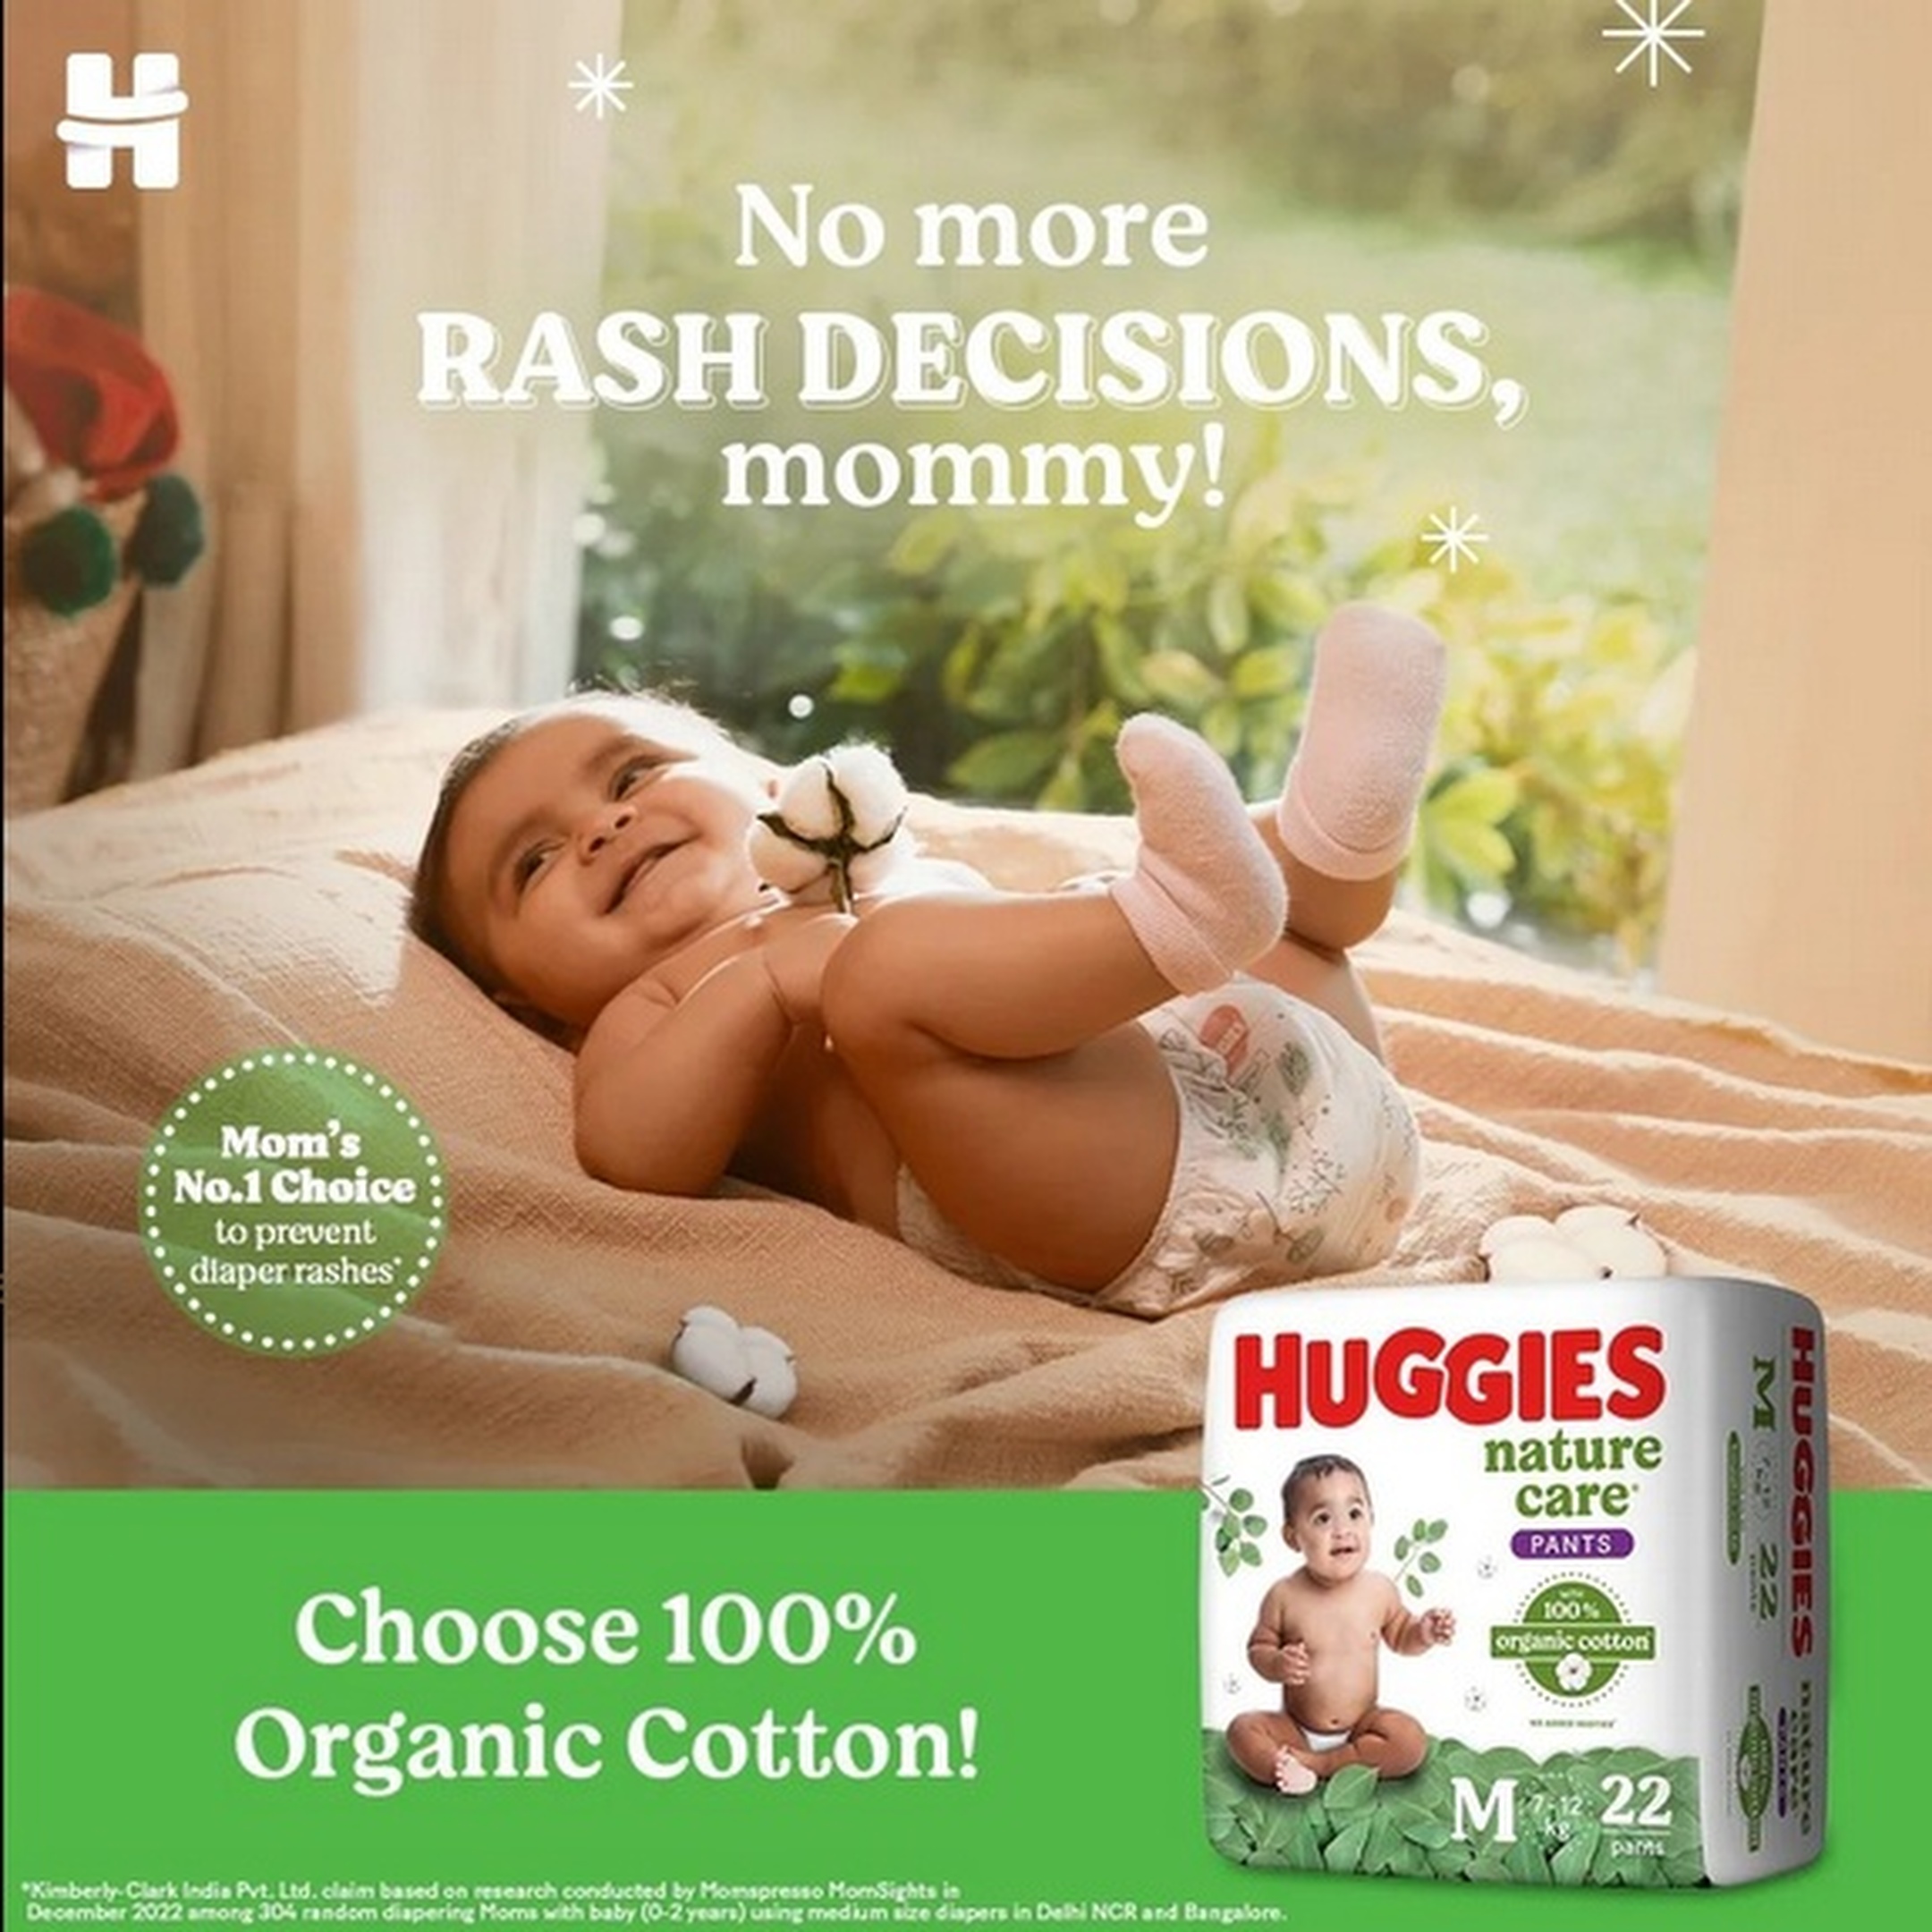 H
No more
RASH DECISIONS,
mommy!
Mom's
No.1 Choice
to prevent
diaper rashes*
HUGGIES
nature
care*
PANTS
WITH
100%
organic cotton*
M 7-12 kg 22
pants
HUGGIES
M
22
Choose 100%
Organic Cotton!
*Kimberly-Clark India Pvt. Ltd. claim based on research conducted by Momspresso MomSights in
December 2022 among 304 random diapering Moms with baby (0-2 years) using medium size diapers in Delhi NCR and Bangalore.